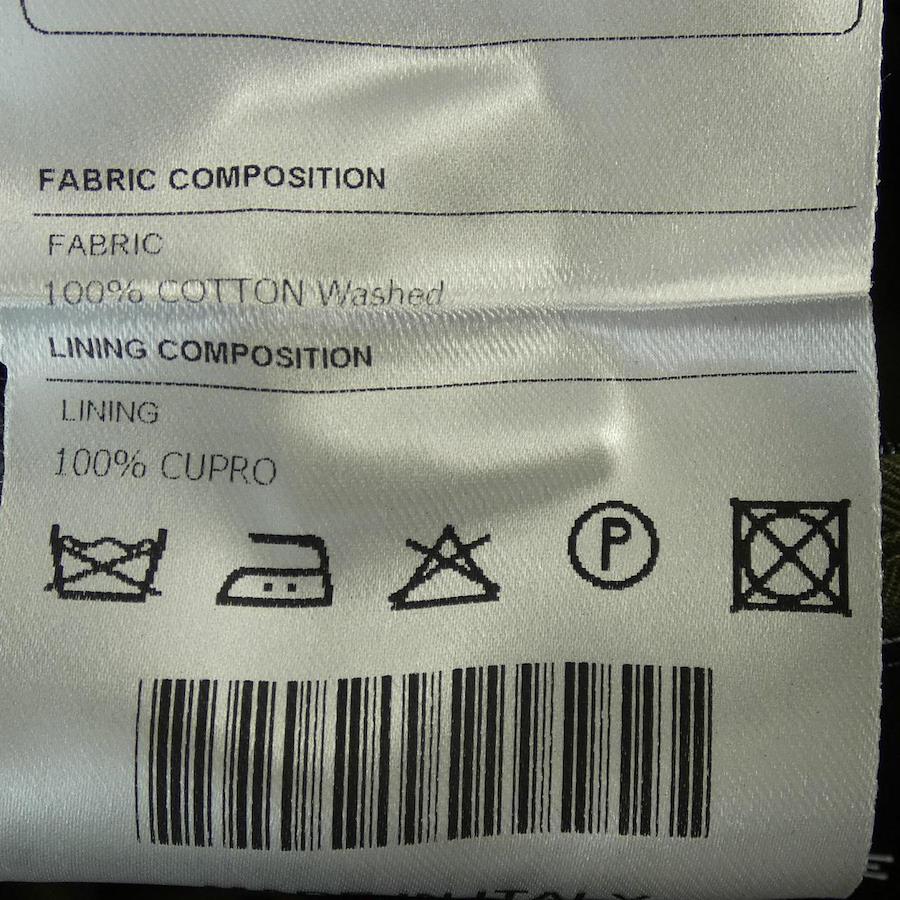 FABRIC COMPOSITION
FABRIC
100% COTTON Washed
LINING COMPOSITION
LINING
100% CUPRO
P